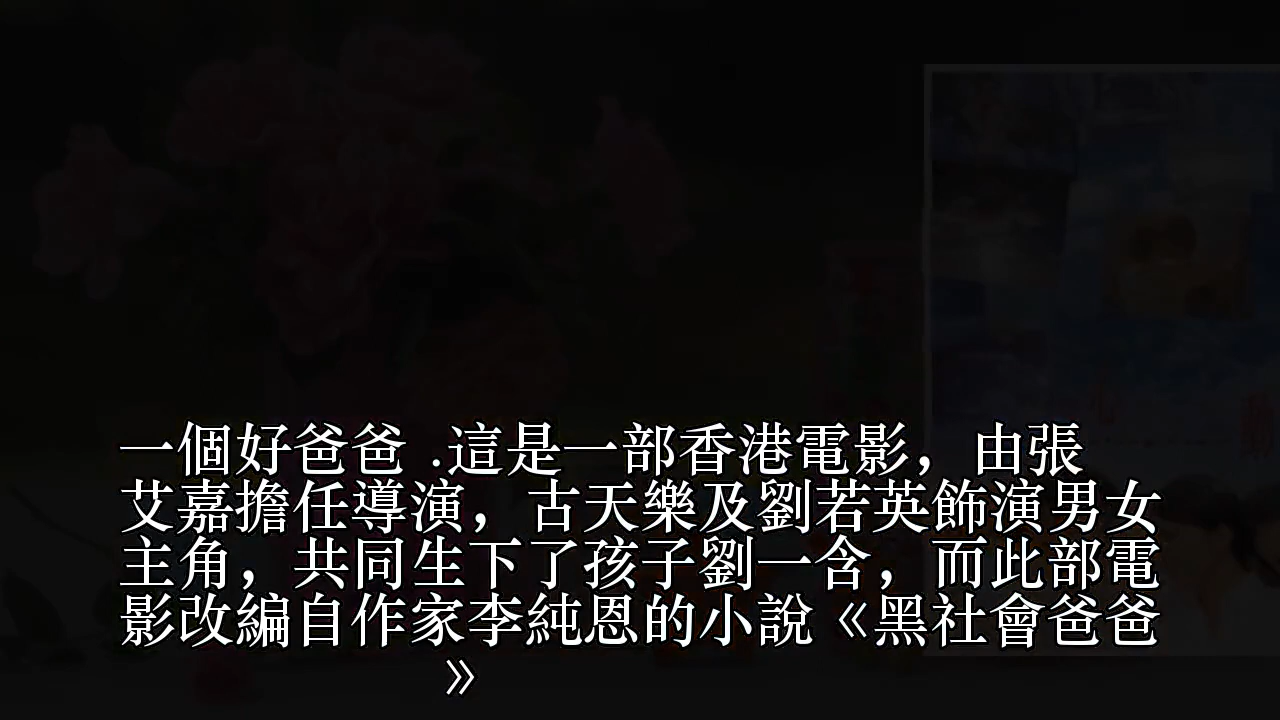 一個好爸爸 .這是一部香港電影，由張
艾嘉擔任導演，古天樂及劉若英飾演男女
主角，共同生下了孩子劉一含，而此部電
影改編自作家李純恩的小說《黑社會爸爸
》